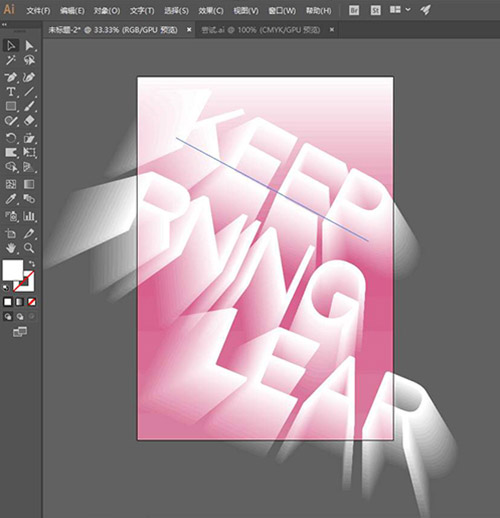 Ai 文件(F) 编辑(E) 对象(O) 文字(T) 选择(S) 效果(C) 视图(V) 窗口(W) 帮助(H) Br St
未标题-2* @ 33.33% (RGB/GPU 预览) × 尝试.ai @ 100% (CMYK/GPU 预览) ×
KEEP
RNING
LEAR